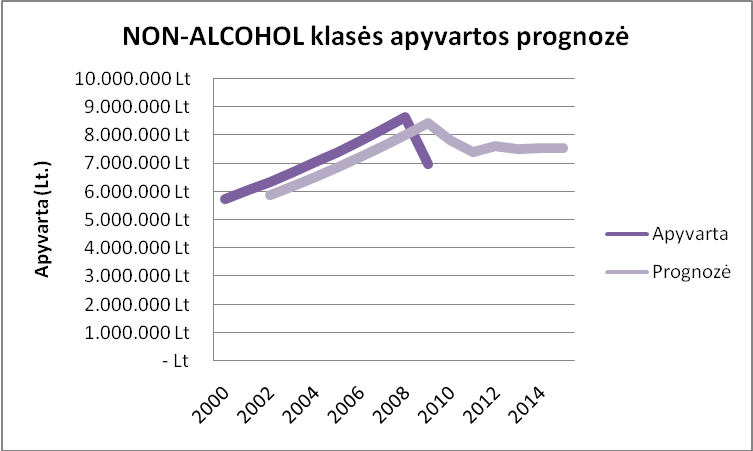 NON-ALCOHOL klasės apyvartos prognozė
10.000.000 Lt
9.000.000 Lt
8.000.000 Lt
7.000.000 Lt
6.000.000 Lt
5.000.000 Lt
4.000.000 Lt
3.000.000 Lt
2.000.000 Lt
1.000.000 Lt
- Lt
Apyvarta (Lt.)
2000
2002
2004
2006
2008
2010
2012
2014
Apyvarta
Prognozė